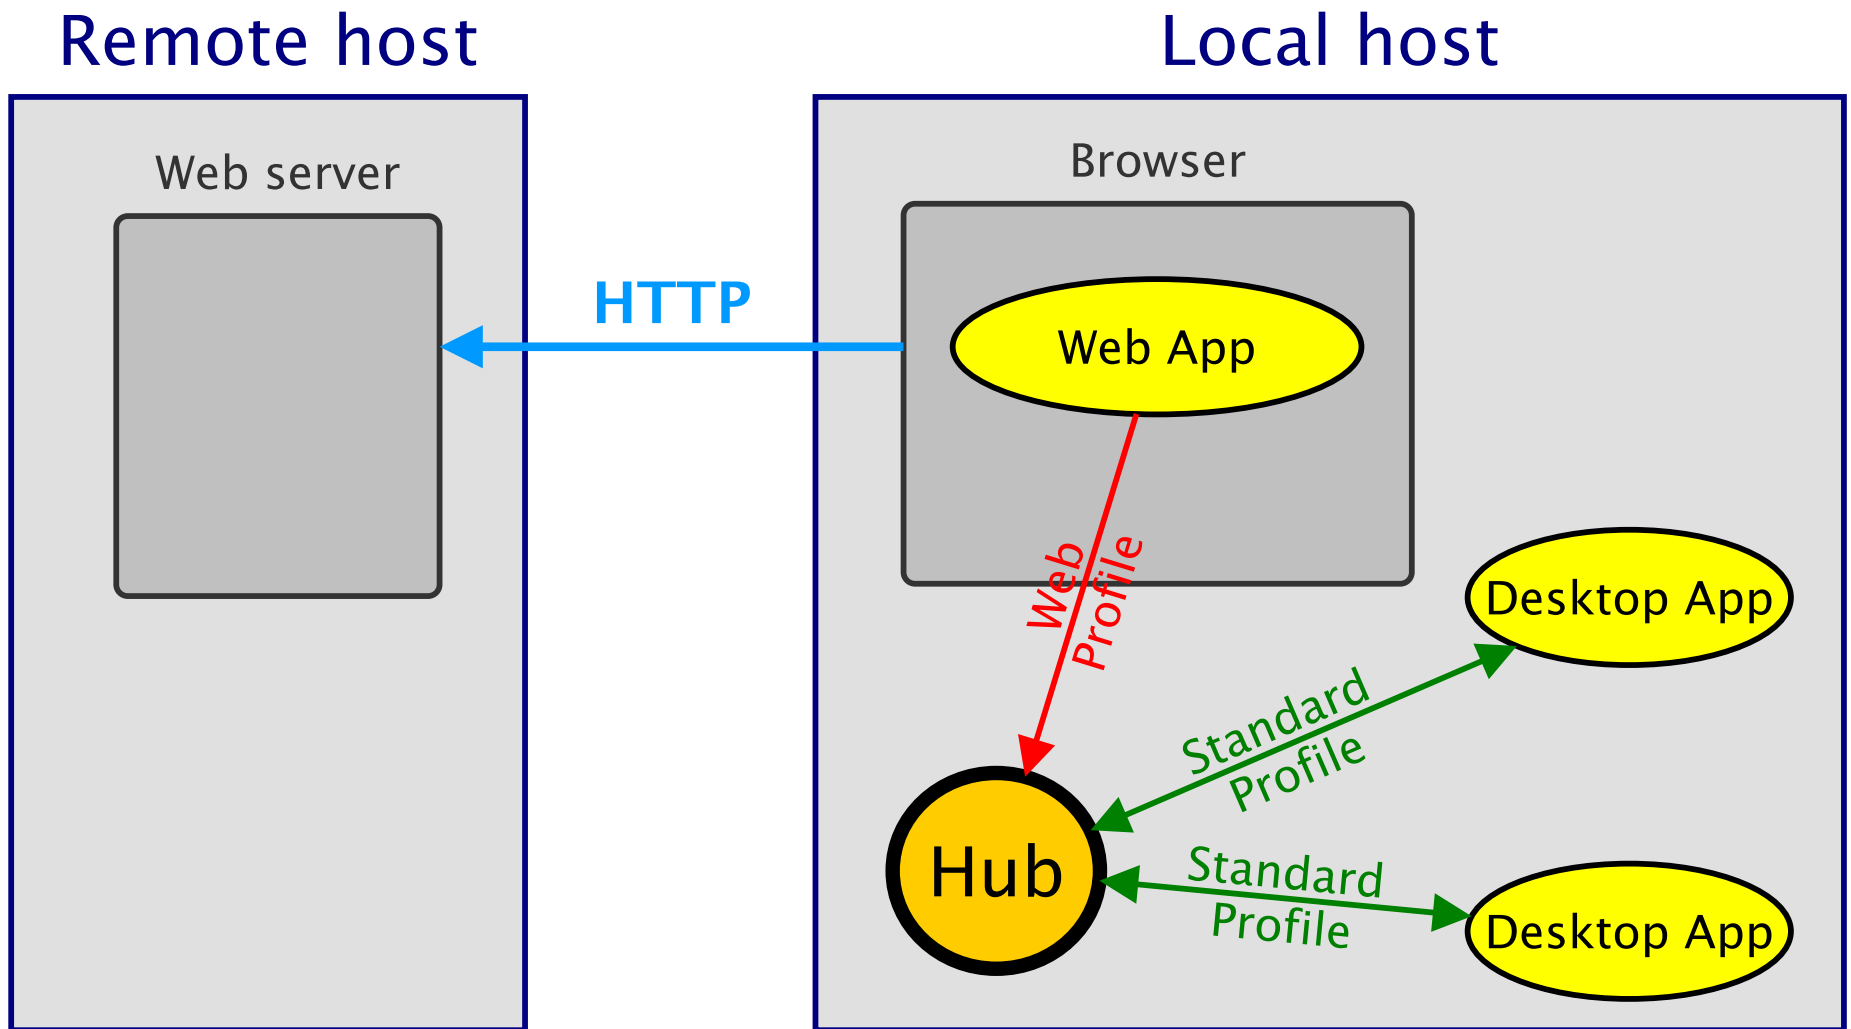 Remote host
Local host
Web server
Browser
HTTP
Web App
Web
Profile
Desktop App
Standard
Profile
Hub
Standard
Profile
Desktop App